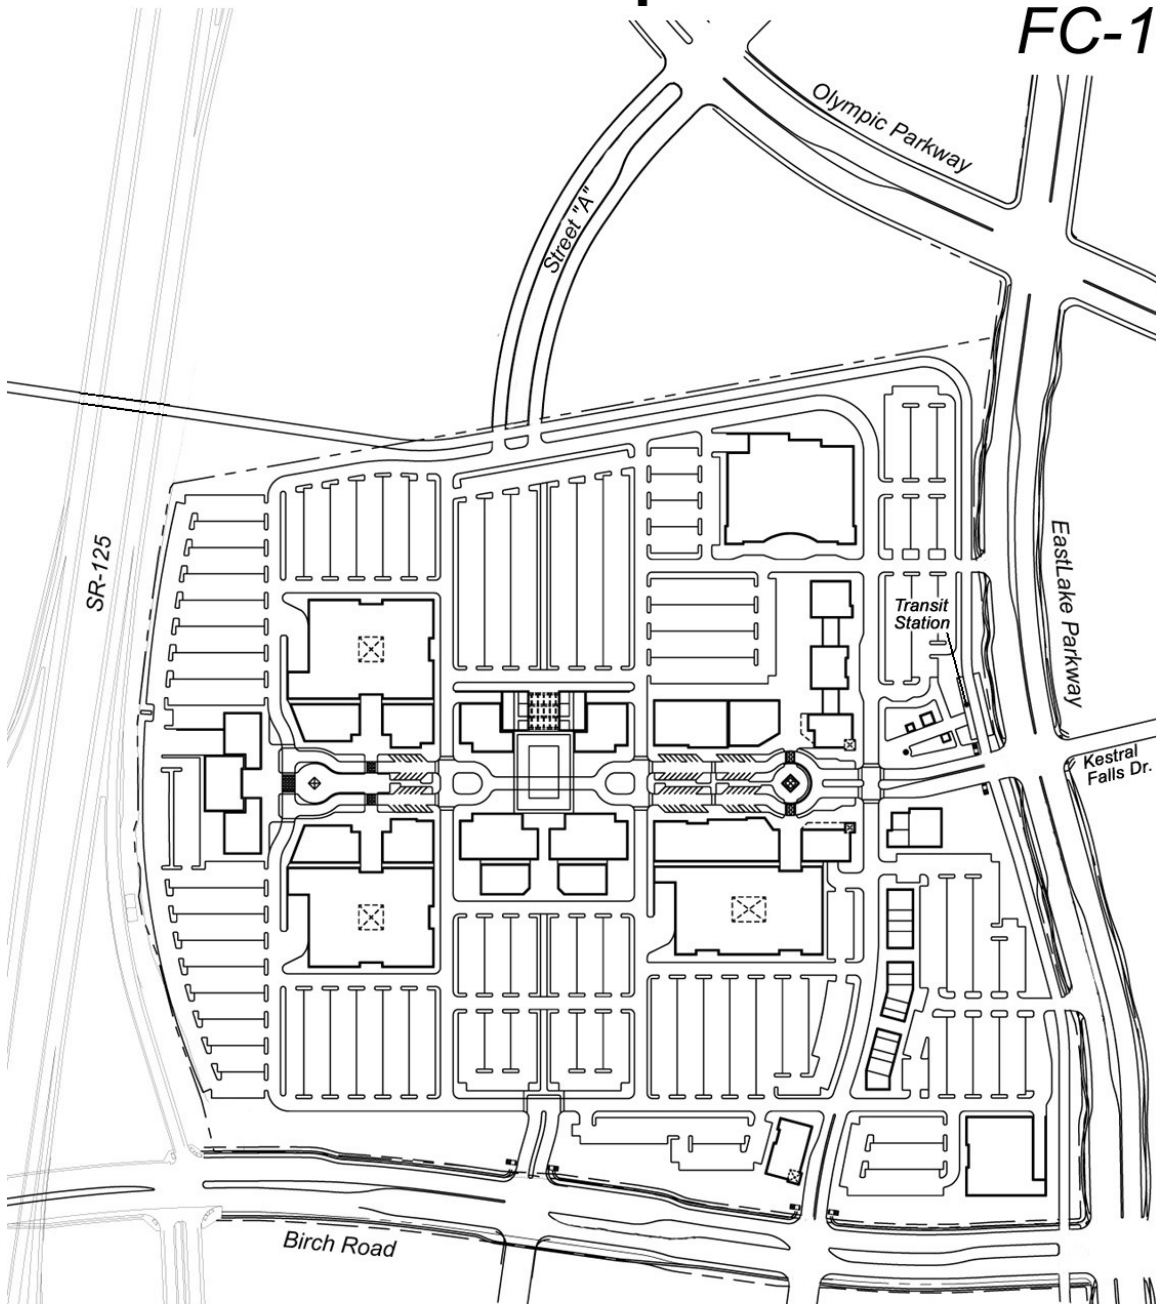 FC-1
Olympic Parkway
Street "A"
SR-125
EastLake Parkway
Transit
Station
Kestral
Falls Dr.
Birch Road